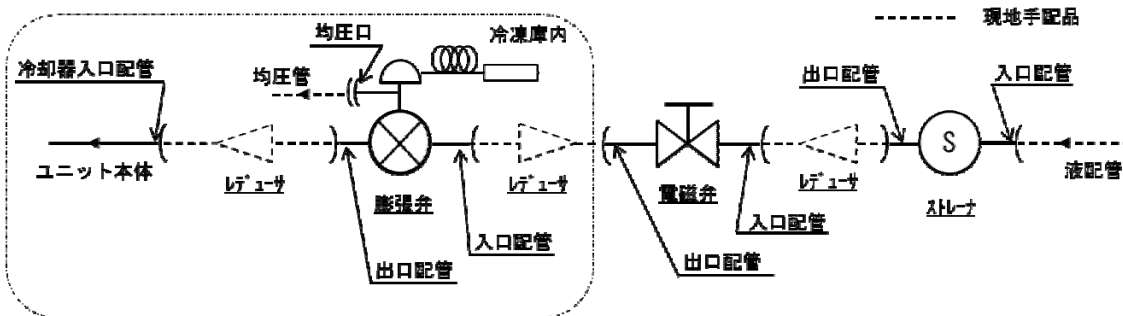 現地手配品
均圧口
冷凍庫内
冷却器入口配管
均圧管
出口配管
入口配管
S
ユニット本体
レデューサ
膨張弁
レデューサ
電磁弁
レデューサ
ストレーナ
液配管
入口配管
入口配管
出口配管
出口配管